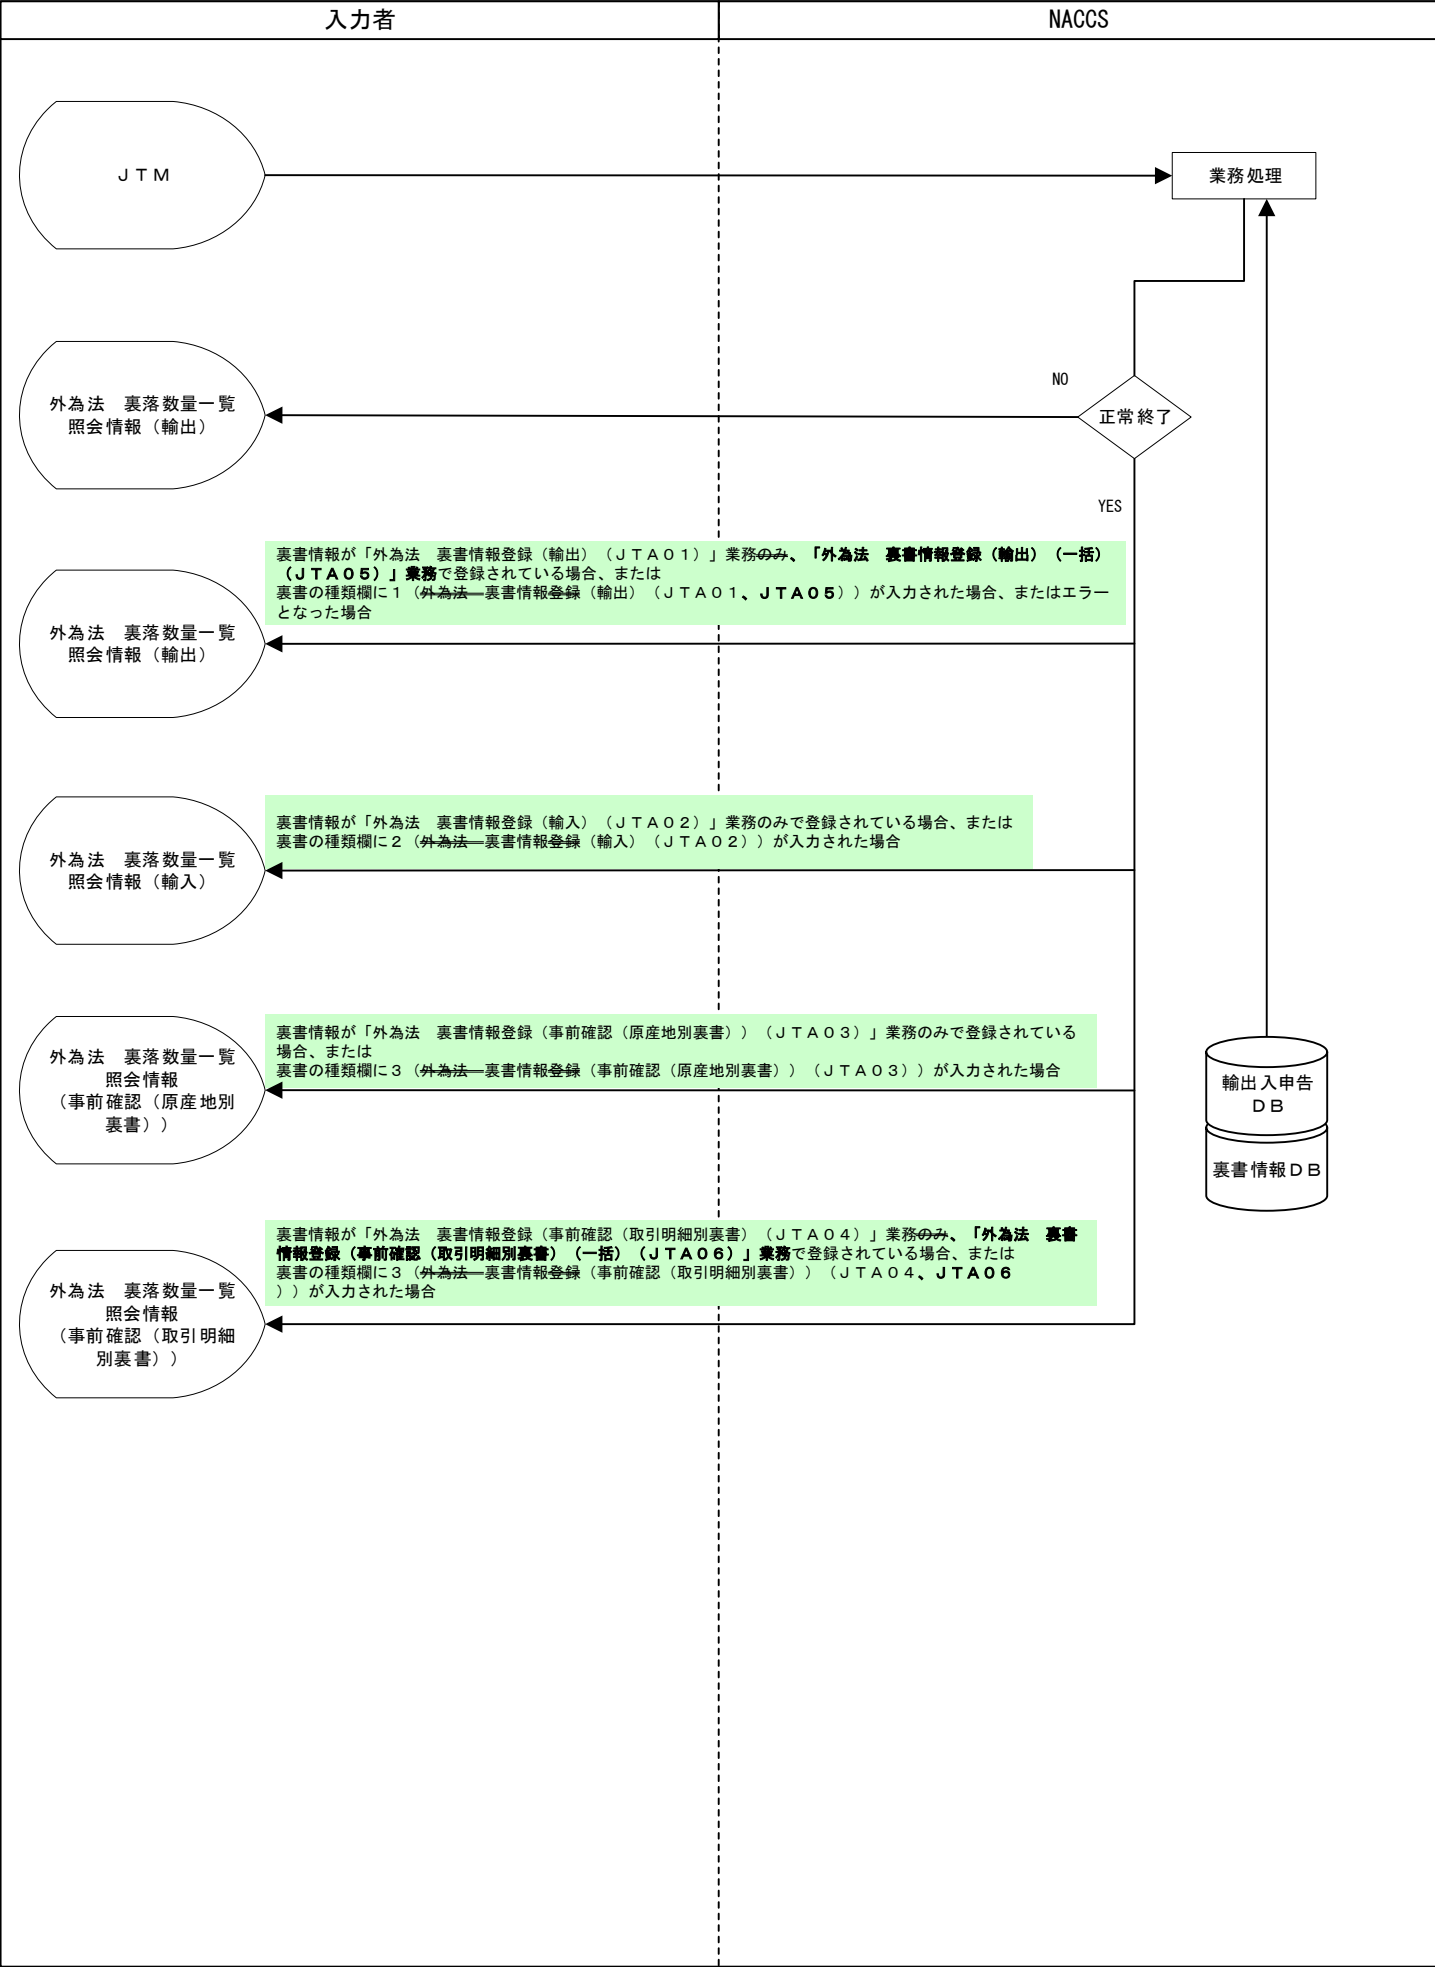 入力者
NACCS
ＪＴＭ
業務処理
外為法　裏落数量一覧
照会情報（輸出）
NO
正常終了
YES
裏書情報が「外為法　裏書情報登録（輸出）（ＪＴＡ０１）」業務のみ、「外為法　裏書情報登録（輸出）（一括）
（ＪＴＡ０５）」業務で登録されている場合、または
裏書の種類欄に１（外為法　裏書情報登録（輸出）（ＪＴＡ０１、ＪＴＡ０５））が入力された場合、またはエラー
となった場合
外為法　裏落数量一覧
照会情報（輸出）
裏書情報が「外為法　裏書情報登録（輸入）（ＪＴＡ０２）」業務のみで登録されている場合、または
裏書の種類欄に２（外為法　裏書情報登録（輸入）（ＪＴＡ０２））が入力された場合
外為法　裏落数量一覧
照会情報（輸入）
裏書情報が「外為法　裏書情報登録（事前確認（原産地別裏書））（ＪＴＡ０３）」業務のみで登録されている
場合、または
裏書の種類欄に３（外為法　裏書情報登録（事前確認（原産地別裏書））（ＪＴＡ０３））が入力された場合
外為法　裏落数量一覧
照会情報
（事前確認（原産地別
裏書））
輸出入申告
ＤＢ
裏書情報ＤＢ
裏書情報が「外為法　裏書情報登録（事前確認（取引明細別裏書）（ＪＴＡ０４）」業務のみ、「外為法　裏書
情報登録（事前確認（取引明細別裏書）（一括）（ＪＴＡ０６）」業務で登録されている場合、または
裏書の種類欄に３（外為法　裏書情報登録（事前確認（取引明細別裏書））（ＪＴＡ０４、ＪＴＡ０６
））が入力された場合
外為法　裏落数量一覧
照会情報
（事前確認（取引明細
別裏書））